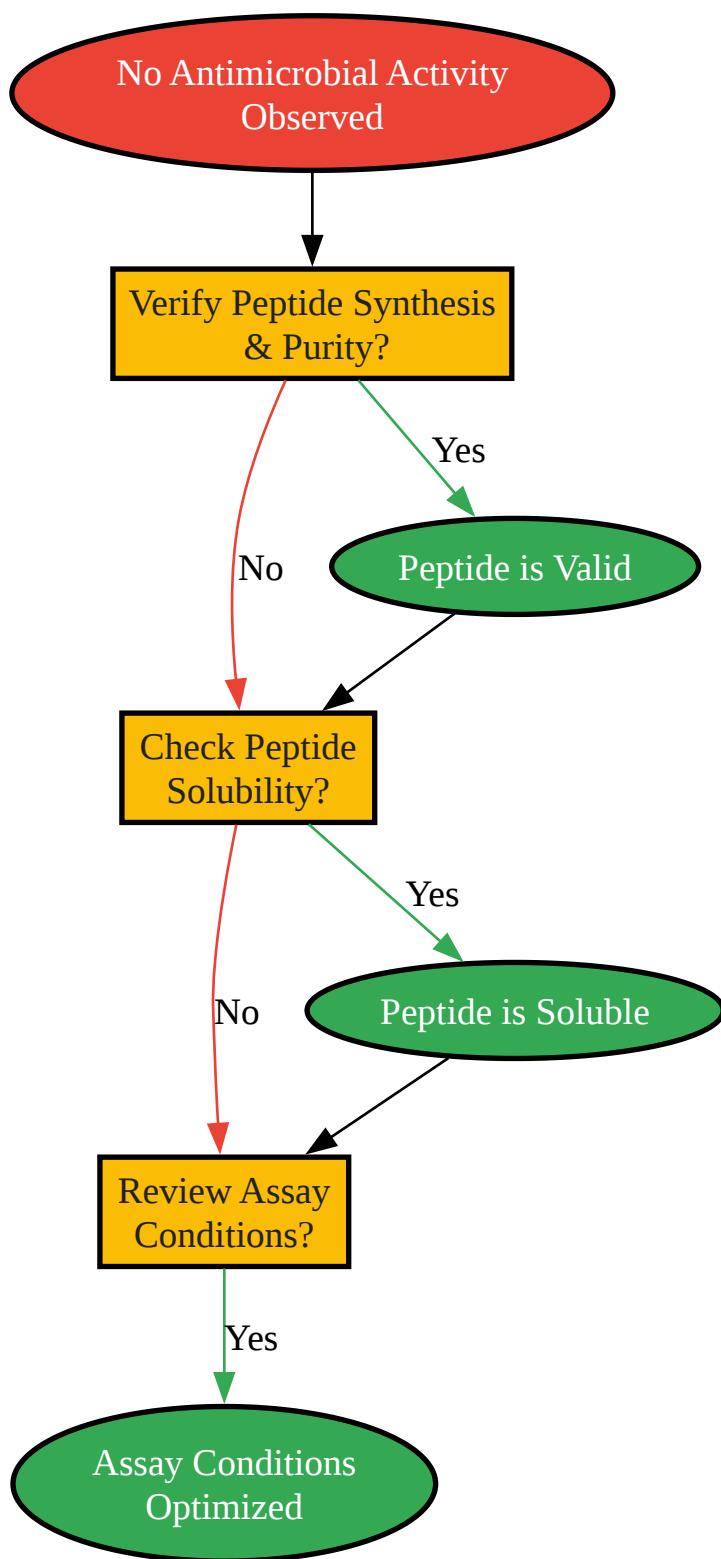 No Antimicrobial Activity
Observed
Verify Peptide Synthesis
& Purity?
Yes
No
Peptide is Valid
Check Peptide
Solubility?
Yes
No
Peptide is Soluble
Review Assay
Conditions?
Yes
Assay Conditions
Optimized